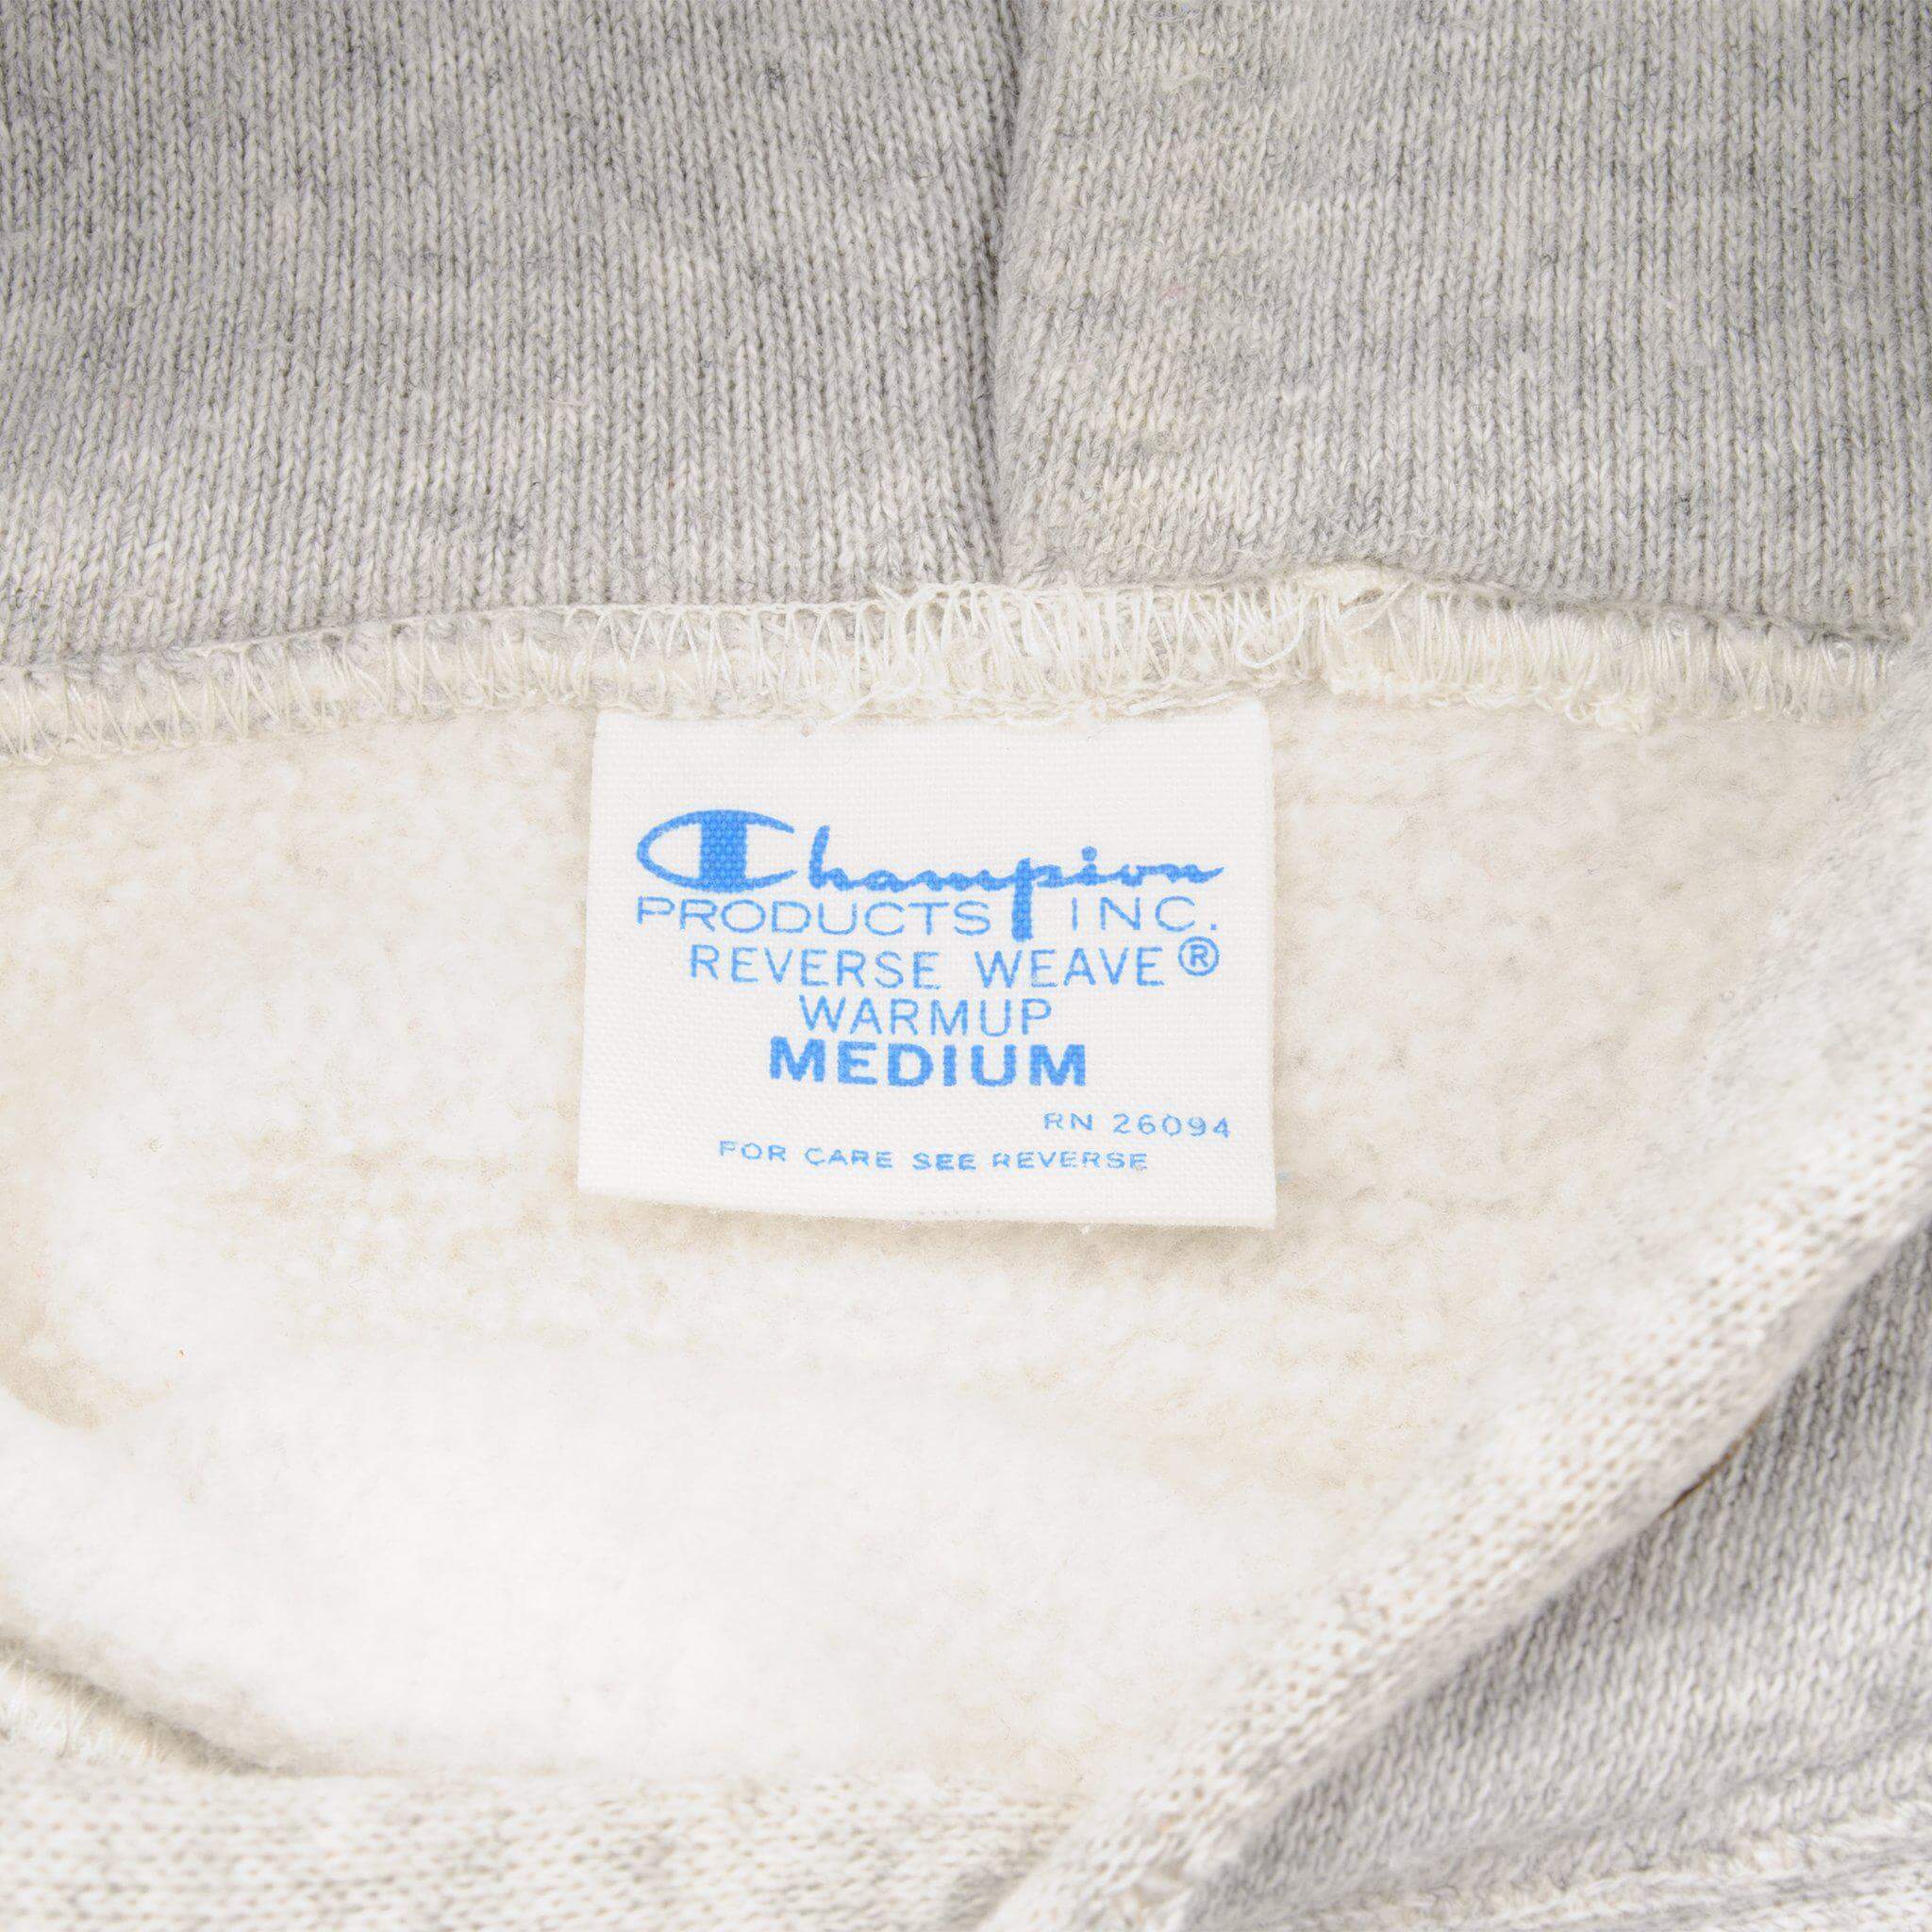 Champion
PRODUCTS INC.
REVERSE WEAVE®
WARMUP
MEDIUM
RN 26094
FOR CARE SEE REVERSE